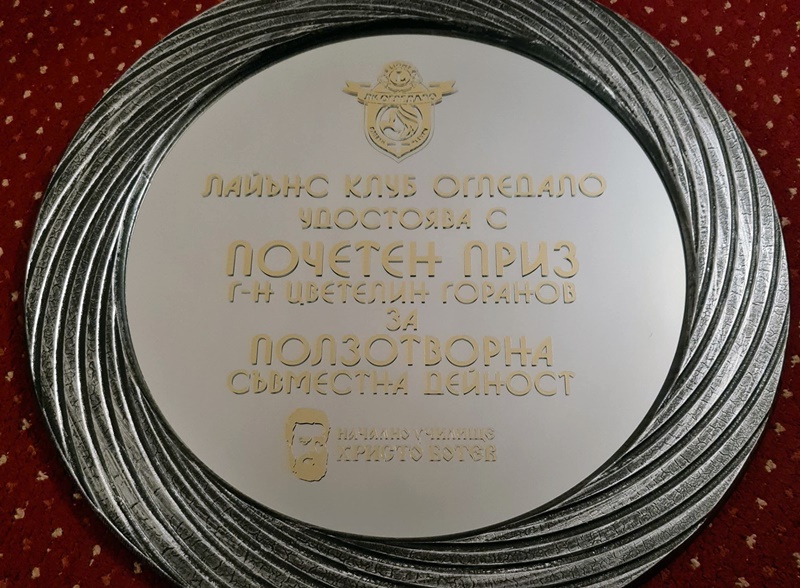 ЛАЙЪНС КЛУБ ОГЛЕДАЛО
УДОСТОЯВА С
ПОЧЕТЕН ПРИЗ
Г-Н ЦВЕТЕЛИН ГОРАНОВ
ЗА
ПОЛЗОТВОРНА
СЪВМЕСТНА ДЕЙНОСТ
НАЧАЛНО УЧИЛИЩЕ
ХРИСТО БОТЕВ